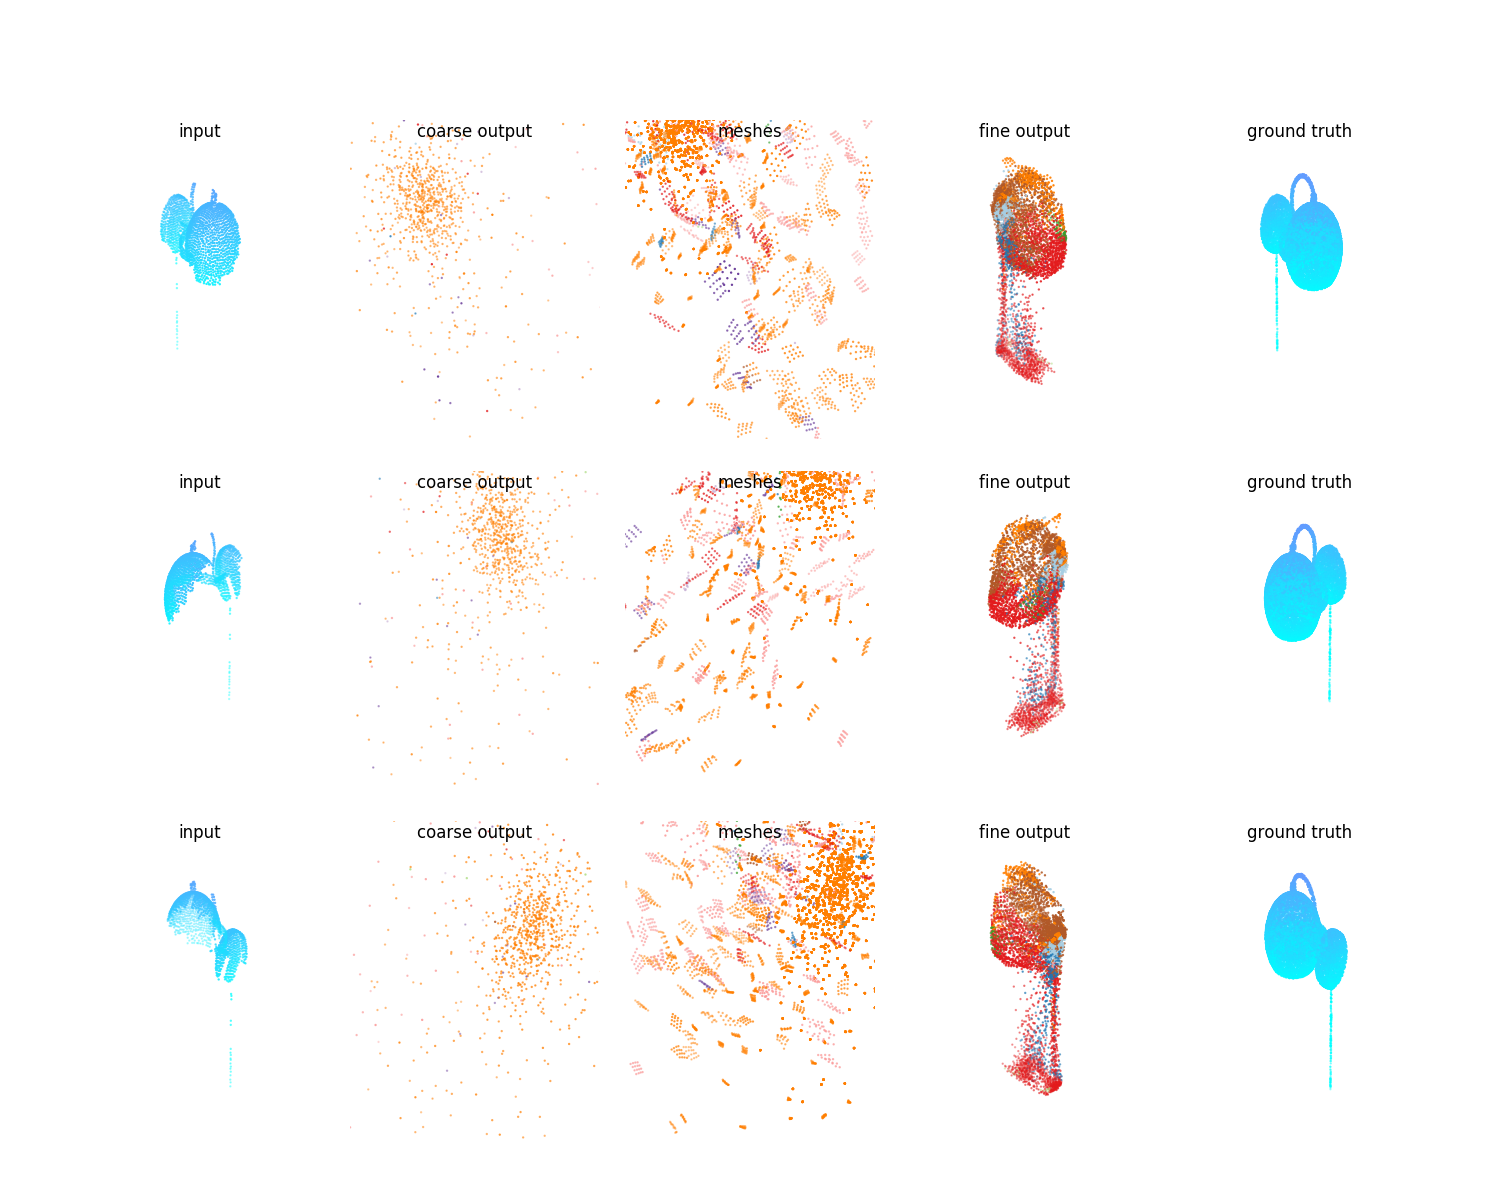 input
coarse output
meshes
fine output
ground truth
input
coarse output
meshes
fine output
ground truth
input
coarse output
meshes
fine output
ground truth